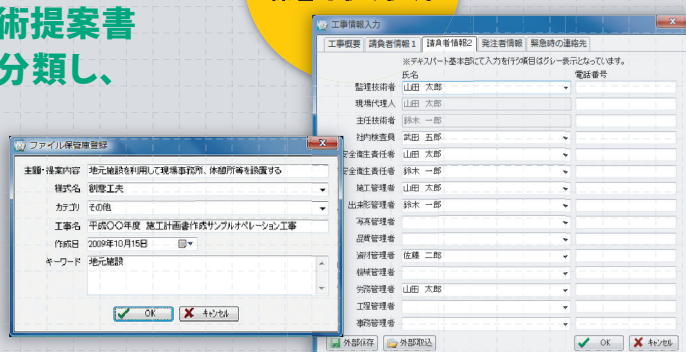 術提案書
分類し、
工事情報入力
工事概要 請負者情報1 請負者情報2 発注者情報 緊急時の連絡先
※デキスパート基本部にて入力を行う項目はグレー表示となっています。
氏名 電話番号
監理技術者 山田 太郎
現場代理人 山田 太郎
主任技術者 鈴木 一郎
社内検査員 武田 五郎
安全衛生責任者 山田 太郎
安全衛生責任者 鈴木 一郎
施工管理者 山田 太郎
出来形管理者 鈴木 一郎
写真管理者
品質管理者
資材管理者 佐藤 二郎
機械管理者
労務管理者 山田 太郎
工程管理者
事務管理者
外部保存 外部取込 OK キャンセル
ファイル保管庫登録
主題・提案内容 地元施設を利用して現場事務所、休憩所等を設置する
様式名 創意工夫
カテゴリ その他
工事名 平成〇〇年度 施工計画書作成サンプルオペレーション工事
作成日 2009年10月15日
キーワード 地元施設
OK キャンセル